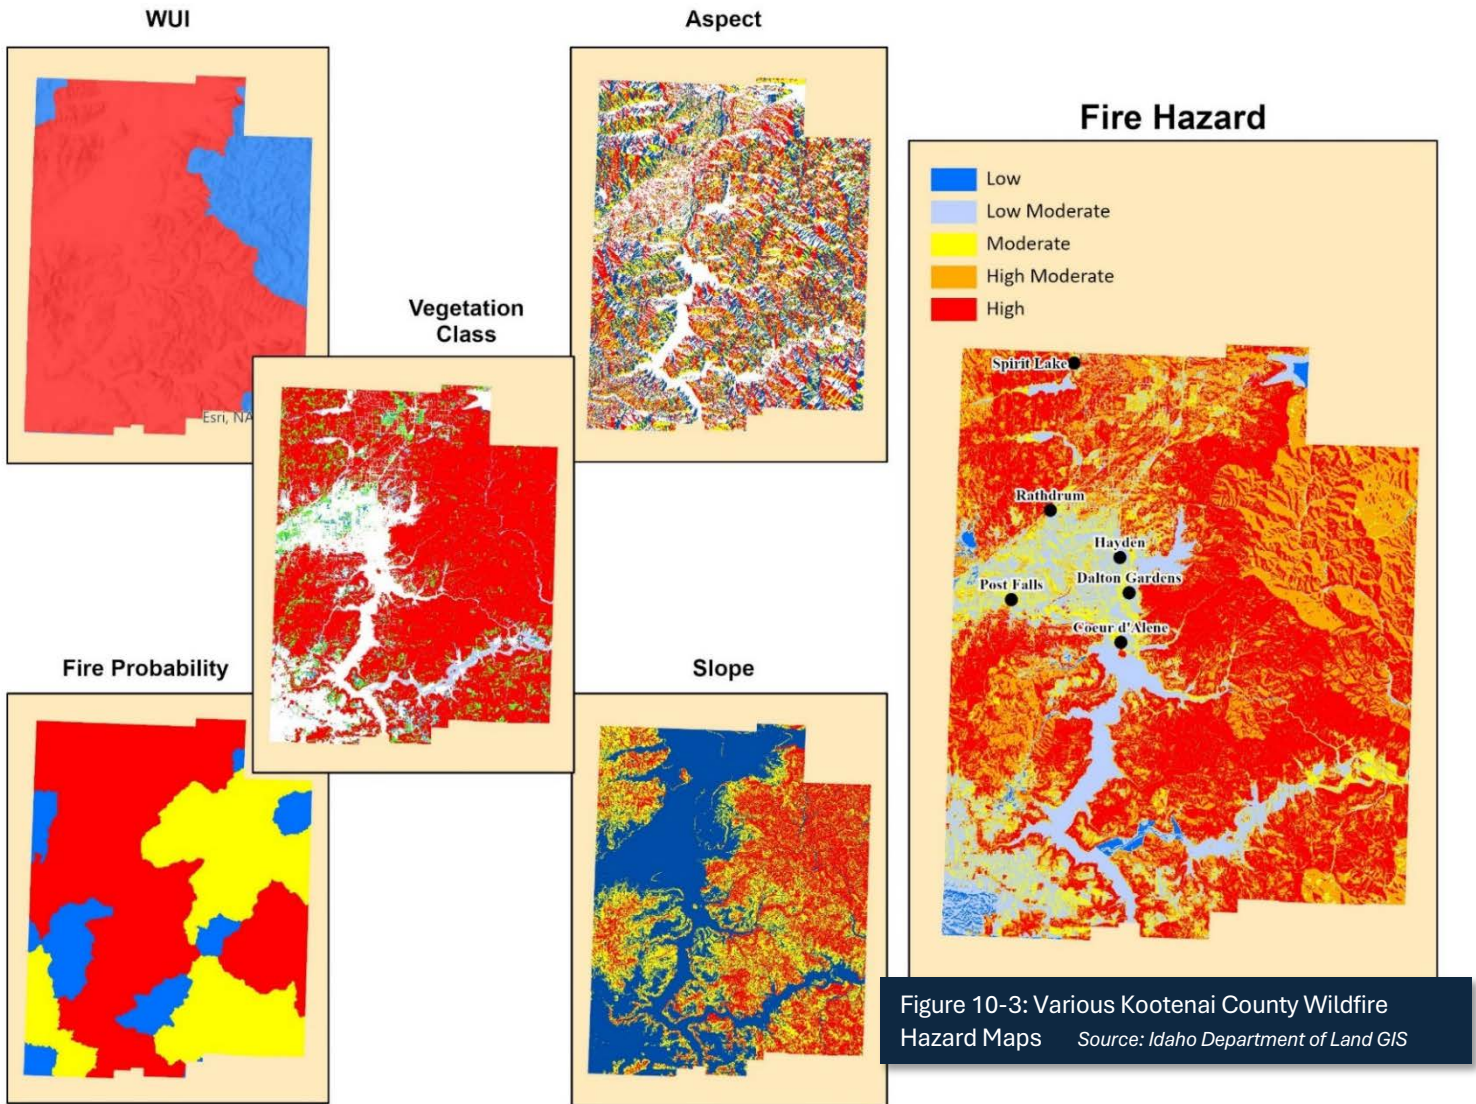 WUI
Esri, NA
Aspect
Vegetation
Class
Fire Probability
Slope
Fire Hazard
Low
Low Moderate
Moderate
High Moderate
High
Spirit Lake
Rathdrum
Hayden
Post Falls
Dalton Gardens
Coeur d'Alene
Figure 10-3: Various Kootenai County Wildfire
Hazard Maps Source: Idaho Department of Land GIS